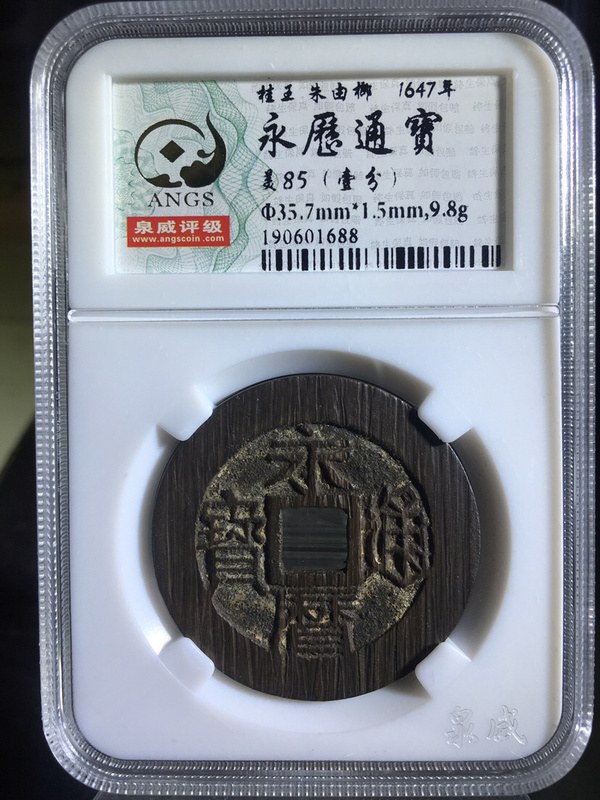 桂王 朱由榔 1647年
永曆通寶
美85（壹分）
Φ35.7mm*1.5mm,9.8g
190601688
ANGS
泉威评级
www.angscoin.com
永曆通寳
泉威